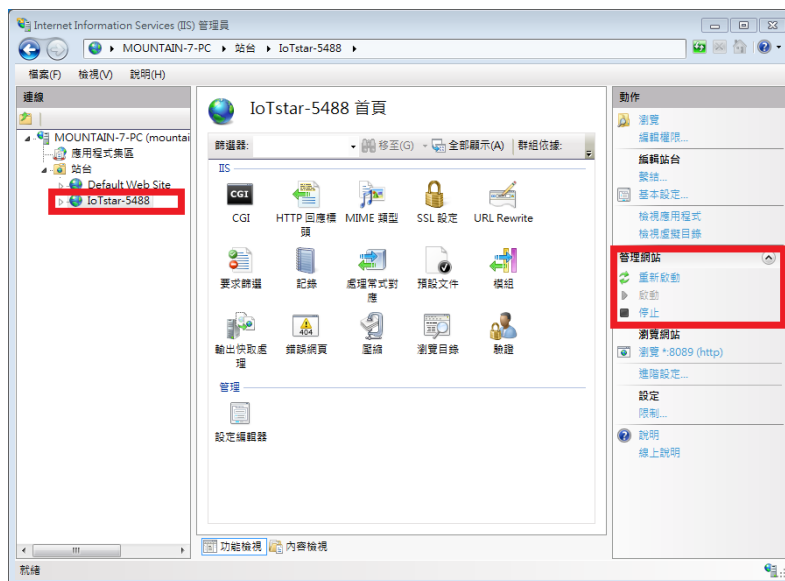 Internet Information Services (IIS) 管理員
MOUNTAIN-7-PC
站台
IoTstar-5488
檔案(F)
檢視(V)
說明(H)
連線
MOUNTAIN-7-PC (mountai
應用程式集區
站台
Default Web Site
IoTstar-5488
IoTstar-5488 首頁
篩選器:
移至(G)
全部顯示(A)
群組依據:
IIS
CGI
CGI
HTTP 回應標
頭
MIME 類型
SSL 設定
URL Rewrite
要求篩選
記錄
處理常式對
應
預設文件
模組
404
輸出快取處
理
錯誤網頁
壓縮
瀏覽目錄
驗證
管理
設定編輯器
功能檢視
內容檢視
動作
瀏覽
編輯權限...
編輯站台
繫結...
基本設定...
檢視應用程式
檢視虛擬目錄
管理網站
重新啟動
啟動
停止
瀏覽網站
瀏覽 *:8089 (http)
進階設定...
設定
限制...
說明
線上說明
就緒